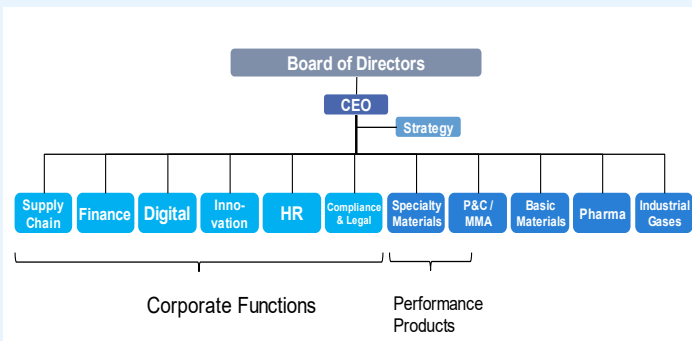 Board of Directors
CEO
Strategy
Supply
Chain
Finance
Digital
Inno-
vation
HR
Compliance
& Legal
Specialty
Materials
P&C /
MMA
Basic
Materials
Pharma
Industrial
Gases
Corporate Functions
Performance
Products